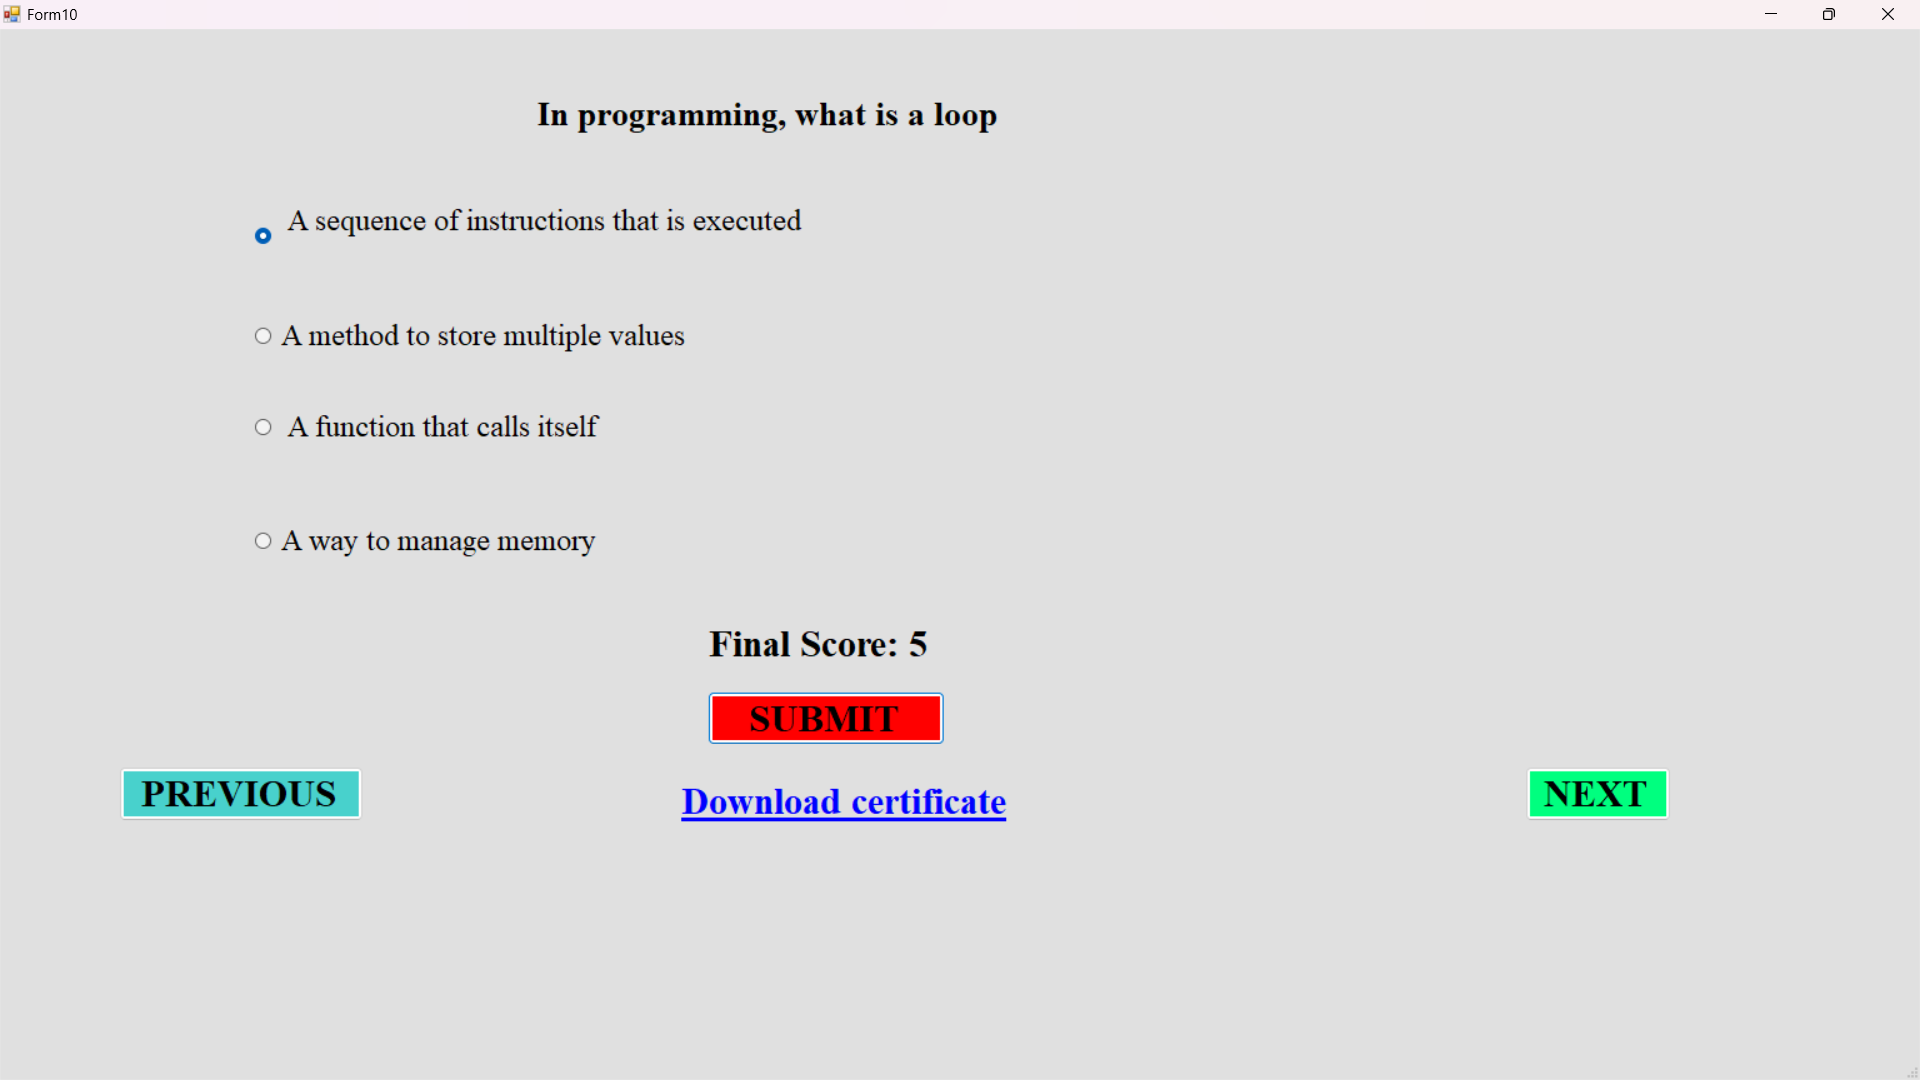 Form10
In programming, what is a loop
A sequence of instructions that is executed
A method to store multiple values
A function that calls itself
A way to manage memory
Final Score: 5
SUBMIT
PREVIOUS
Download certificate
NEXT